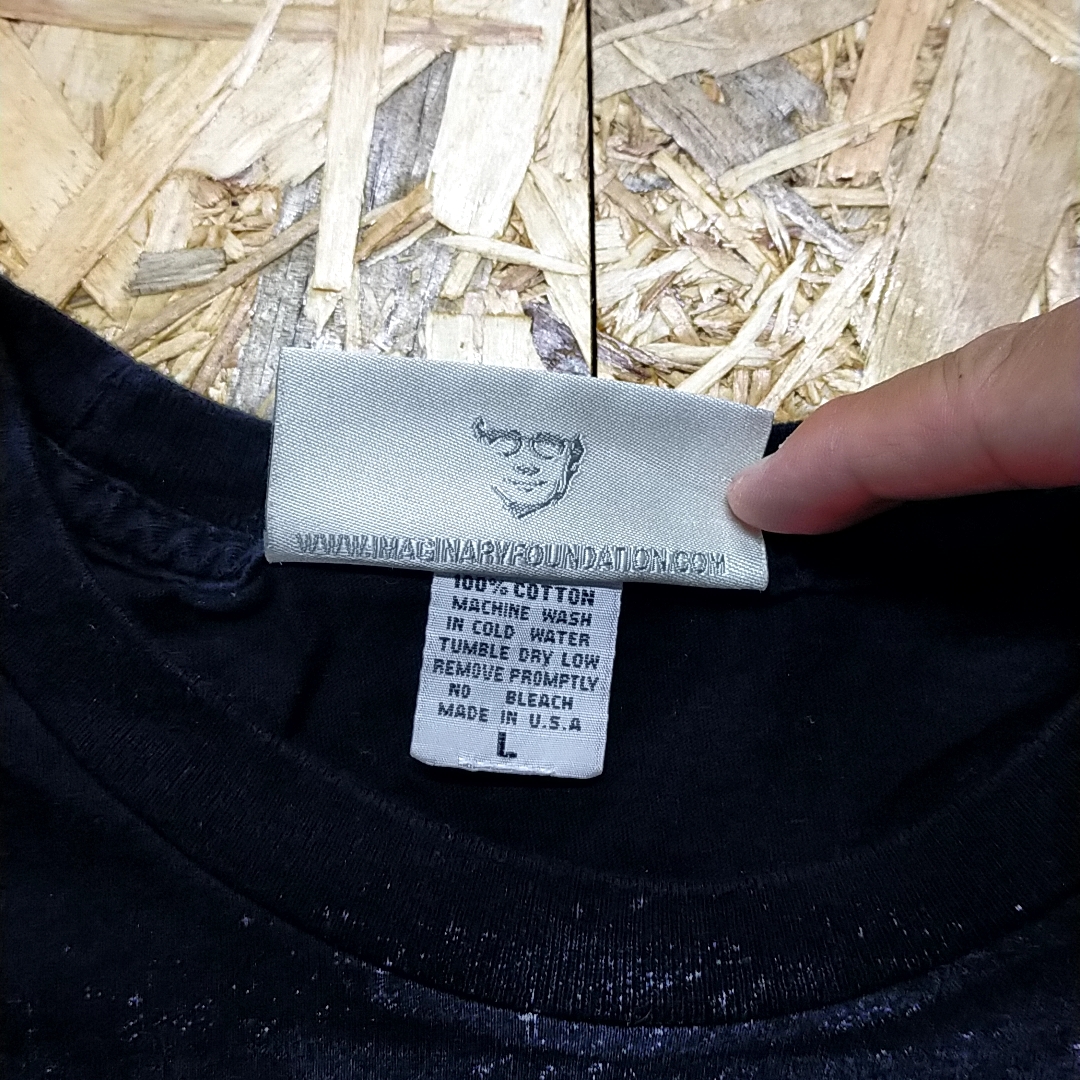 WWW.IMAGINARYFOUNDATION.COM
100% COTTON
MACHINE WASH
IN COLD WATER
TUMBLE DRY LOW
REMOVE PROMPTLY
NO BLEACH
MADE IN U.S.A
L